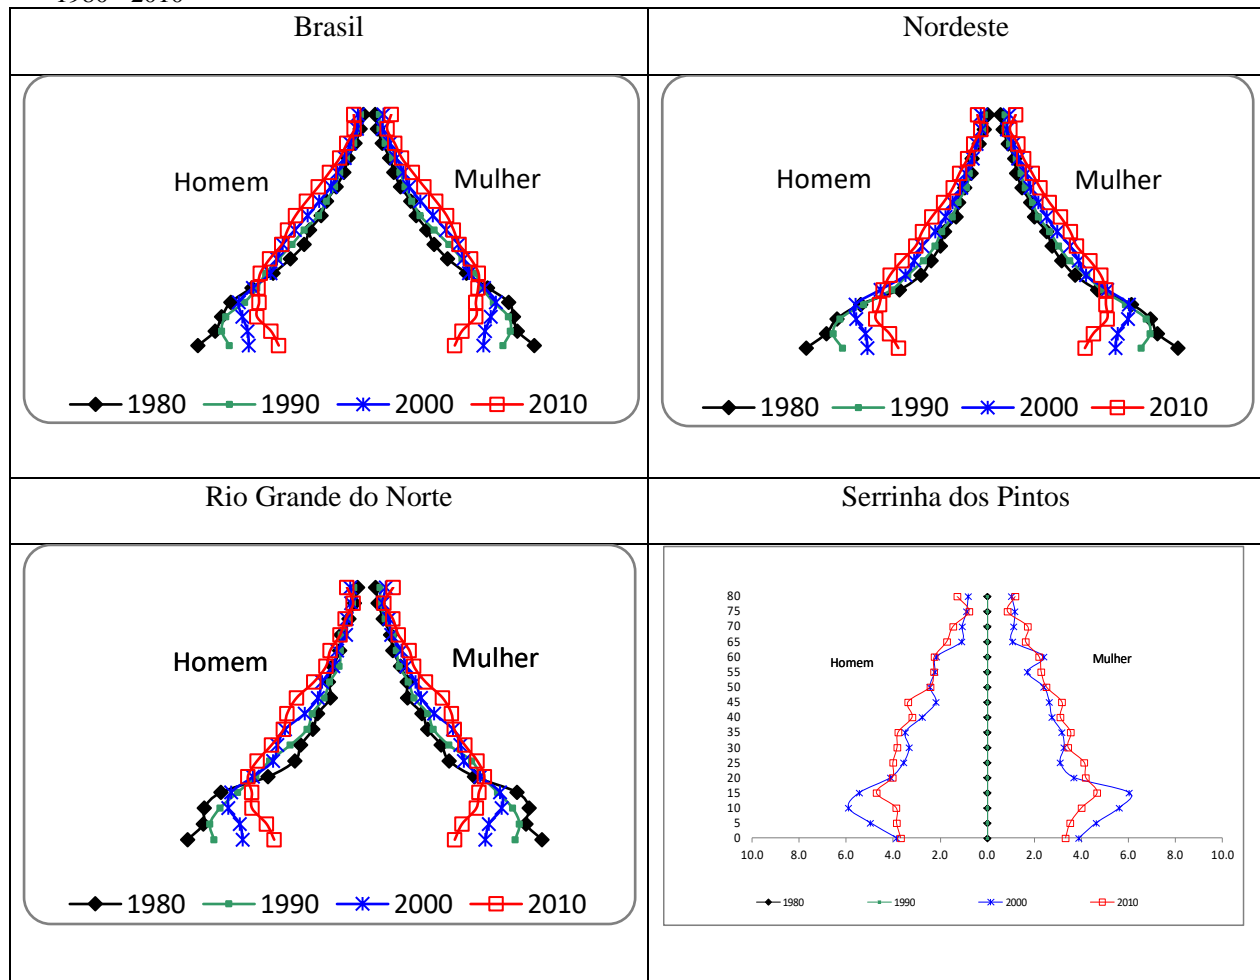 1980 - 2010
Brasil
Nordeste
Homem
Mulher
1980 1990 2000 2010
Homem
Mulher
1980 1990 2000 2010
Rio Grande do Norte
Serrinha dos Pintos
Homem
Mulher
1980 1990 2000 2010
80
75
70
65
60
55
50
45
40
35
30
25
20
15
10
5
0
Homem
Mulher
10.0 8.0 6.0 4.0 2.0 0.0 2.0 4.0 6.0 8.0 10.0
1980 1990 2000 2010